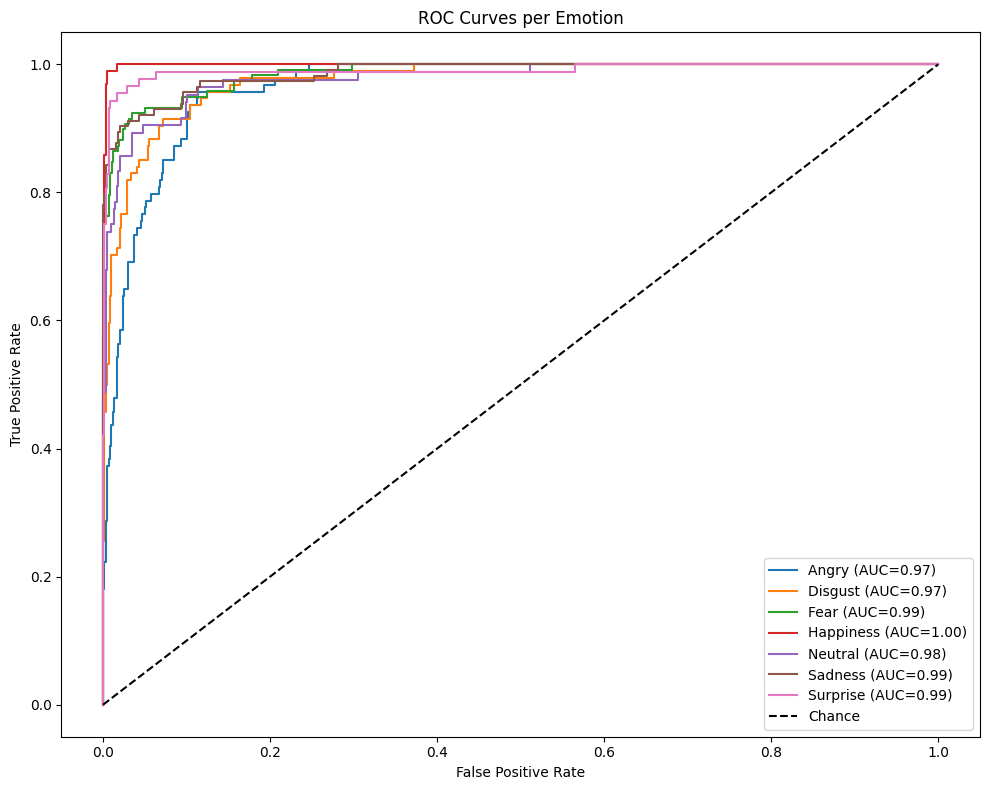 ROC Curves per Emotion
True Positive Rate
1.0
0.8
0.6
0.4
0.2
0.0
Angry (AUC=0.97)
Disgust (AUC=0.97)
Fear (AUC=0.99)
Happiness (AUC=1.00)
Neutral (AUC=0.98)
Sadness (AUC=0.99)
Surprise (AUC=0.99)
Chance
0.0 0.2 0.4 0.6 0.8 1.0
False Positive Rate